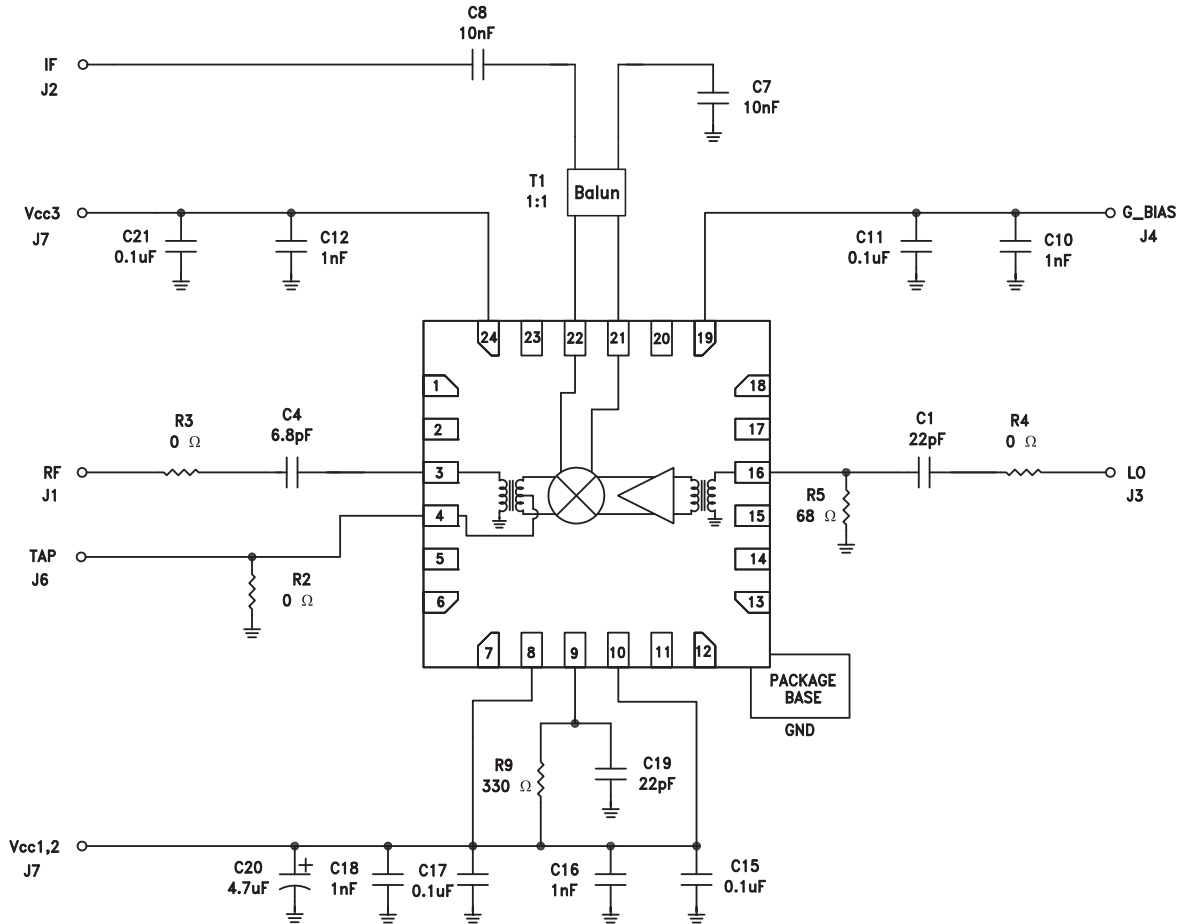 C8
10nF
IF
J2
C7
10nF
T1
1:1
Balun
Vcc3
J7
C21
0.1uF
C12
1nF
C11
0.1uF
C10
1nF
G_BIAS
J4
24
23
22
21
20
19
1
2
3
4
5
6
18
17
16
15
14
13
R3
0 Ω
C4
6.8pF
RF
J1
TAP
J6
R2
0 Ω
C1
22pF
R4
0 Ω
LO
J3
R5
68 Ω
7
8
9
10
11
12
PACKAGE
BASE
GND
R9
330 Ω
C19
22pF
Vcc1,2
J7
C20
4.7uF
+
C18
1nF
C17
0.1uF
C16
1nF
C15
0.1uF